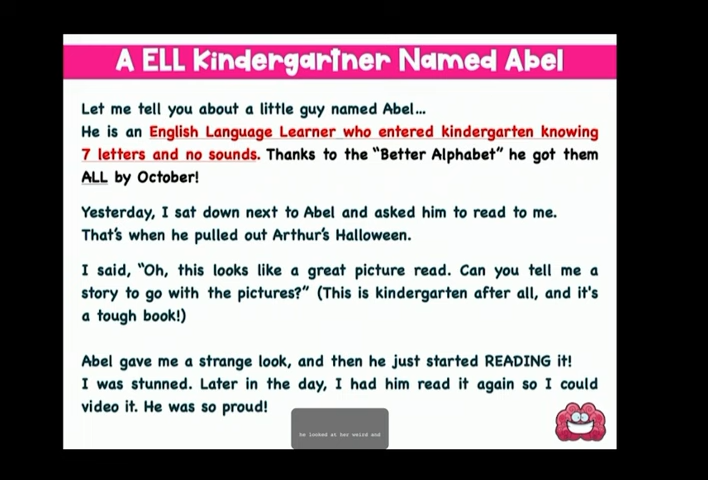 A ELL Kindergartner Named Abel
Let me tell you about a little guy named Abel...
He is an English Language Learner who entered kindergarten knowing
7 letters and no sounds. Thanks to the “Better Alphabet” he got them
ALL by October!
Yesterday, I sat down next to Abel and asked him to read to me.
That's when he pulled out Arthur's Halloween.
I said, “Oh, this looks like a great picture read. Can you tell me a
story to go with the pictures?” (This is kindergarten after all, and it's
a tough book!)
Abel gave me a strange look, and then he just started READING it!
I was stunned. Later in the day, I had him read it again so I could
video it. He was so proud!
he looked at her weird and